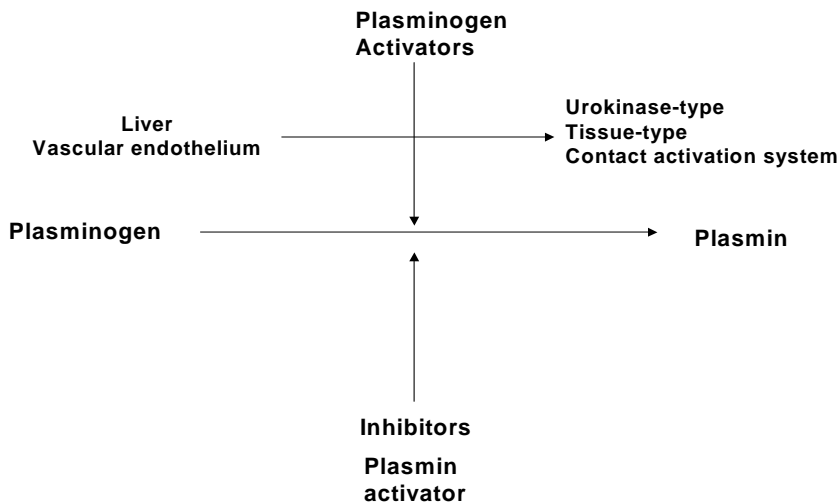 Plasminogen
Activators
Liver
Vascular endothelium
Urokinase-type
Tissue-type
Contact activation system
Plasminogen
Plasmin
Inhibitors
Plasmin
activator